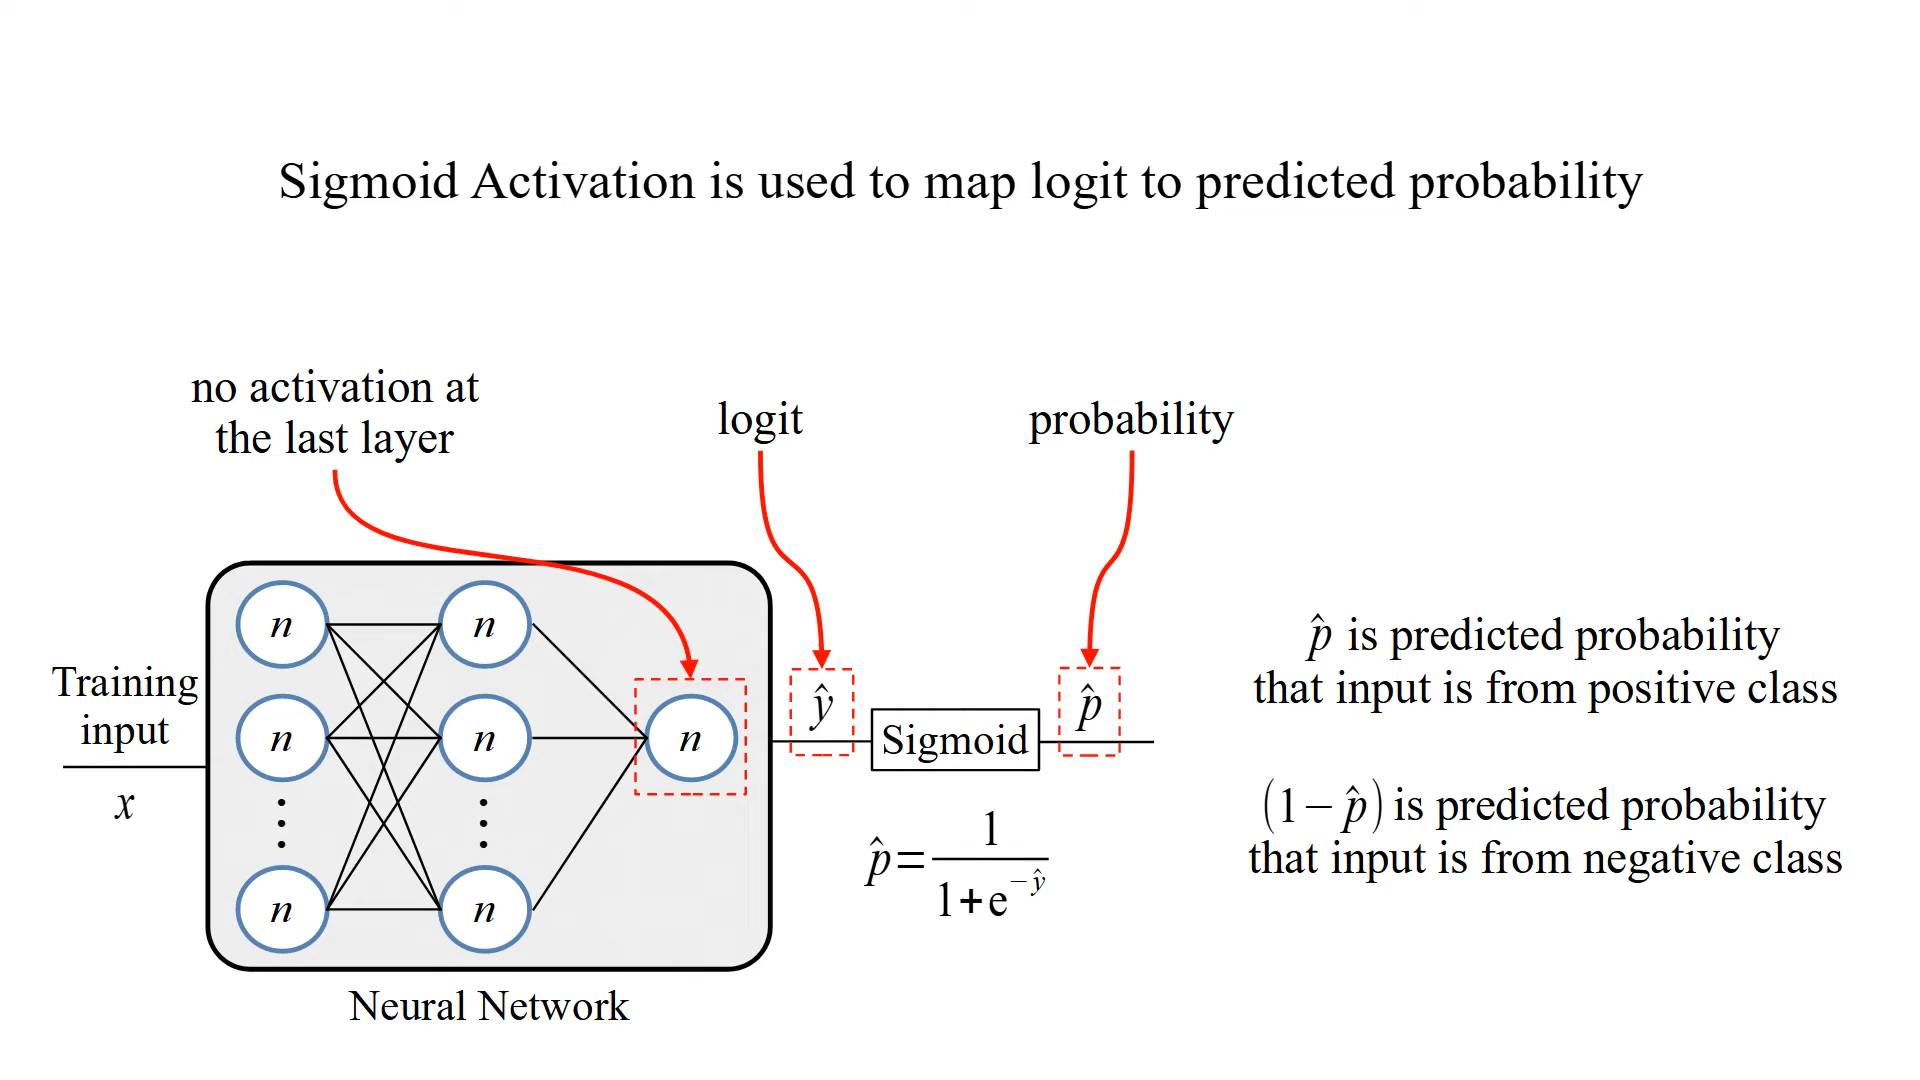 Sigmoid Activation is used to map logit to predicted probability
no activation at
the last layer
logit
probability
n
n
n
n
n
n
n
Training
input
x
ŷ
Sigmoid
p̂
p̂ = 1 / (1 + e^(−ŷ))
Neural Network
p̂ is predicted probability
that input is from positive class
(1 − p̂) is predicted probability
that input is from negative class